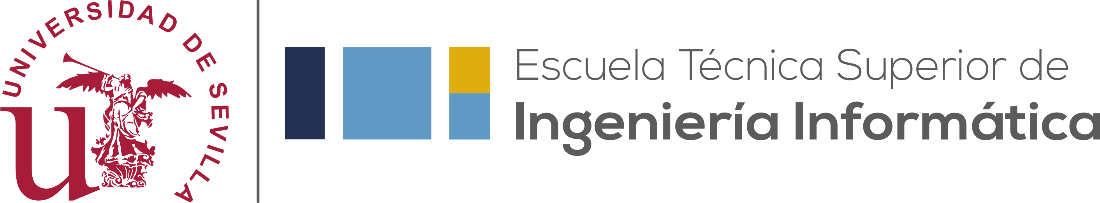 UNIVERSIDAD DE SEVILLA
u
Escuela Técnica Superior de
Ingeniería Informática